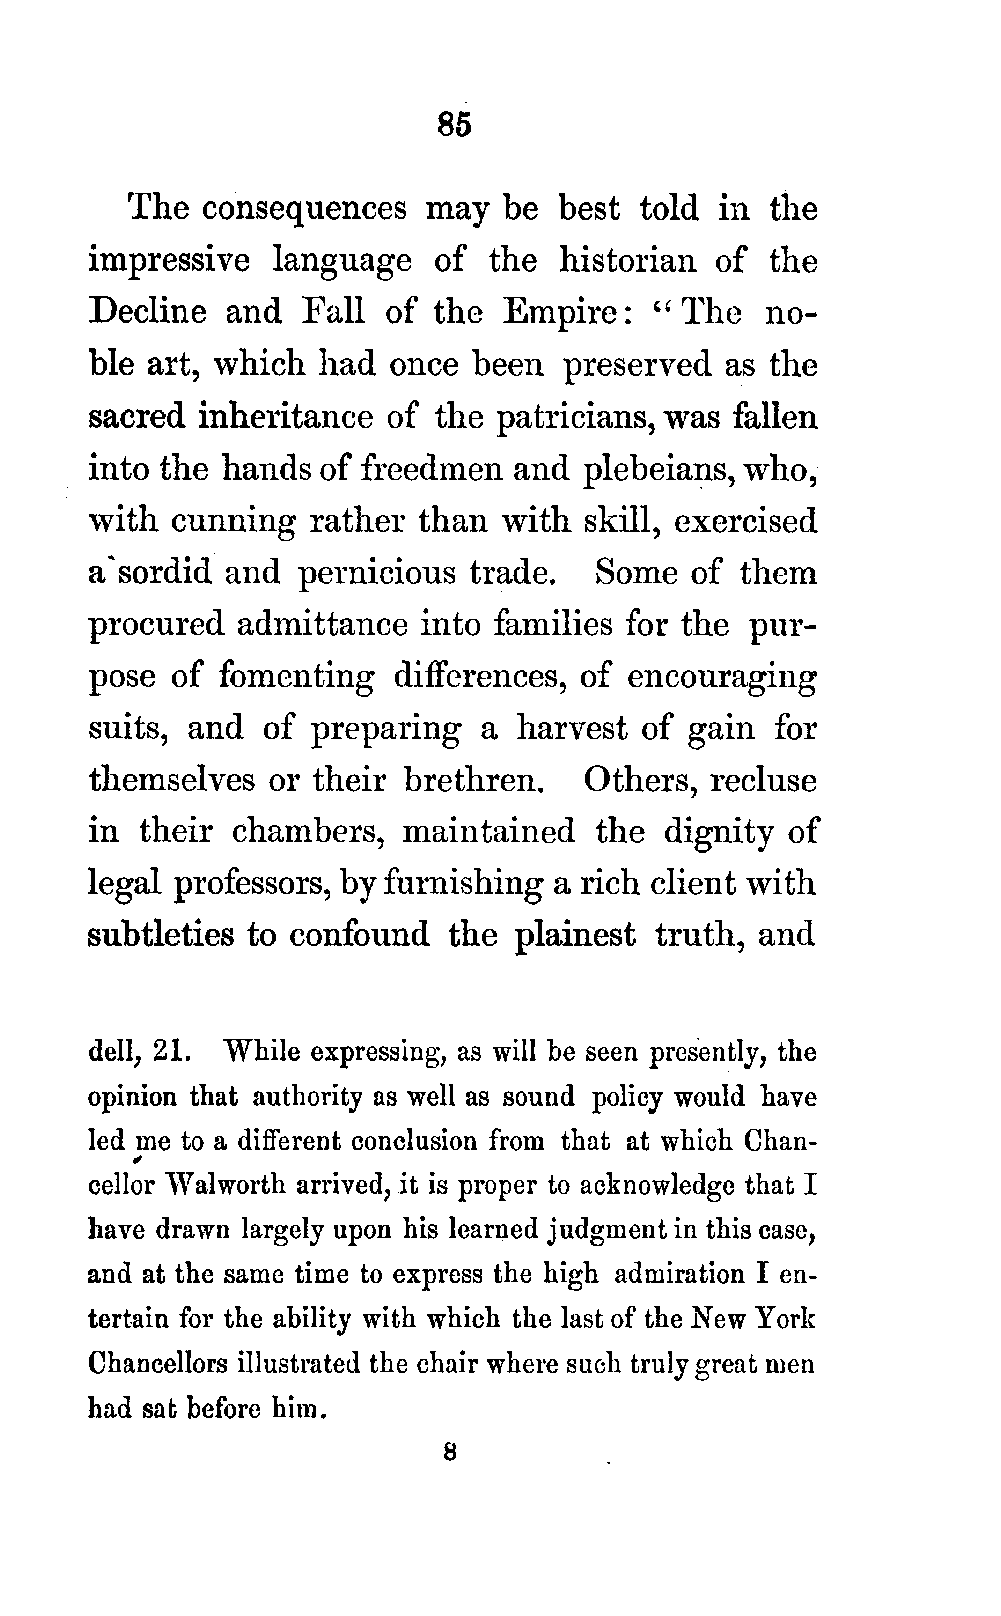 85
The consequences may be best told in the
impressive language of the historian of the
Decline and Fall of the Empire: “The no-
ble art, which had once been preserved as the
sacred inheritance of the patricians, was fallen
into the hands of freedmen and plebeians, who,
with cunning rather than with skill, exercised
a sordid and pernicious trade. Some of them
procured admittance into families for the pur-
pose of fomenting differences, of encouraging
suits, and of preparing a harvest of gain for
themselves or their brethren. Others, recluse
in their chambers, maintained the dignity of
legal professors, by furnishing a rich client with
subtleties to confound the plainest truth, and
dell, 21. While expressing, as will be seen presently, the
opinion that authority as well as sound policy would have
led me to a different conclusion from that at which Chan-
cellor Walworth arrived, it is proper to acknowledge that I
have drawn largely upon his learned judgment in this case,
and at the same time to express the high admiration I en-
tertain for the ability with which the last of the New York
Chancellors illustrated the chair where such truly great men
had sat before him.
8